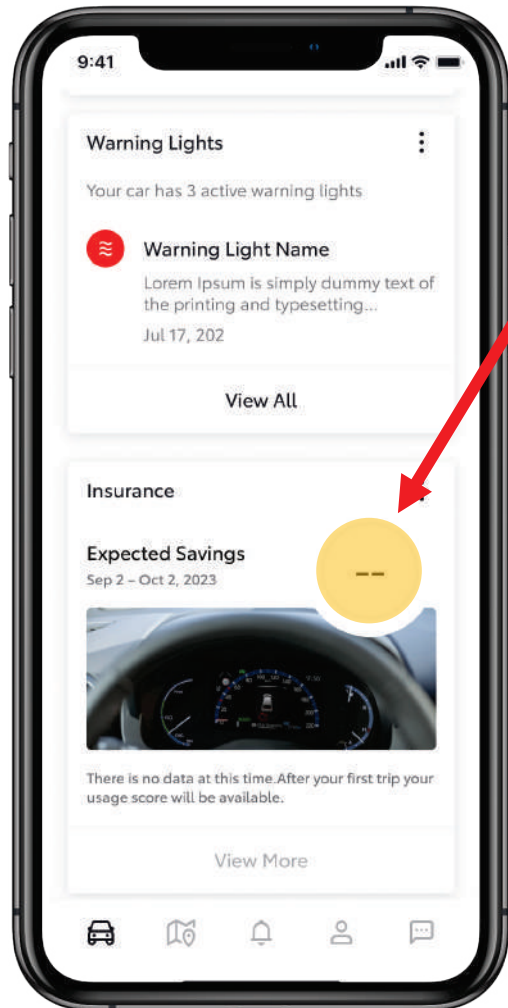 9:41
Warning Lights
Your car has 3 active warning lights
Warning Light Name
Lorem Ipsum is simply dummy text of
the printing and typesetting...
Jul 17, 202
View All
Insurance
Expected Savings
Sep 2 – Oct 2, 2023
--
There is no data at this time.After your first trip your
usage score will be available.
View More